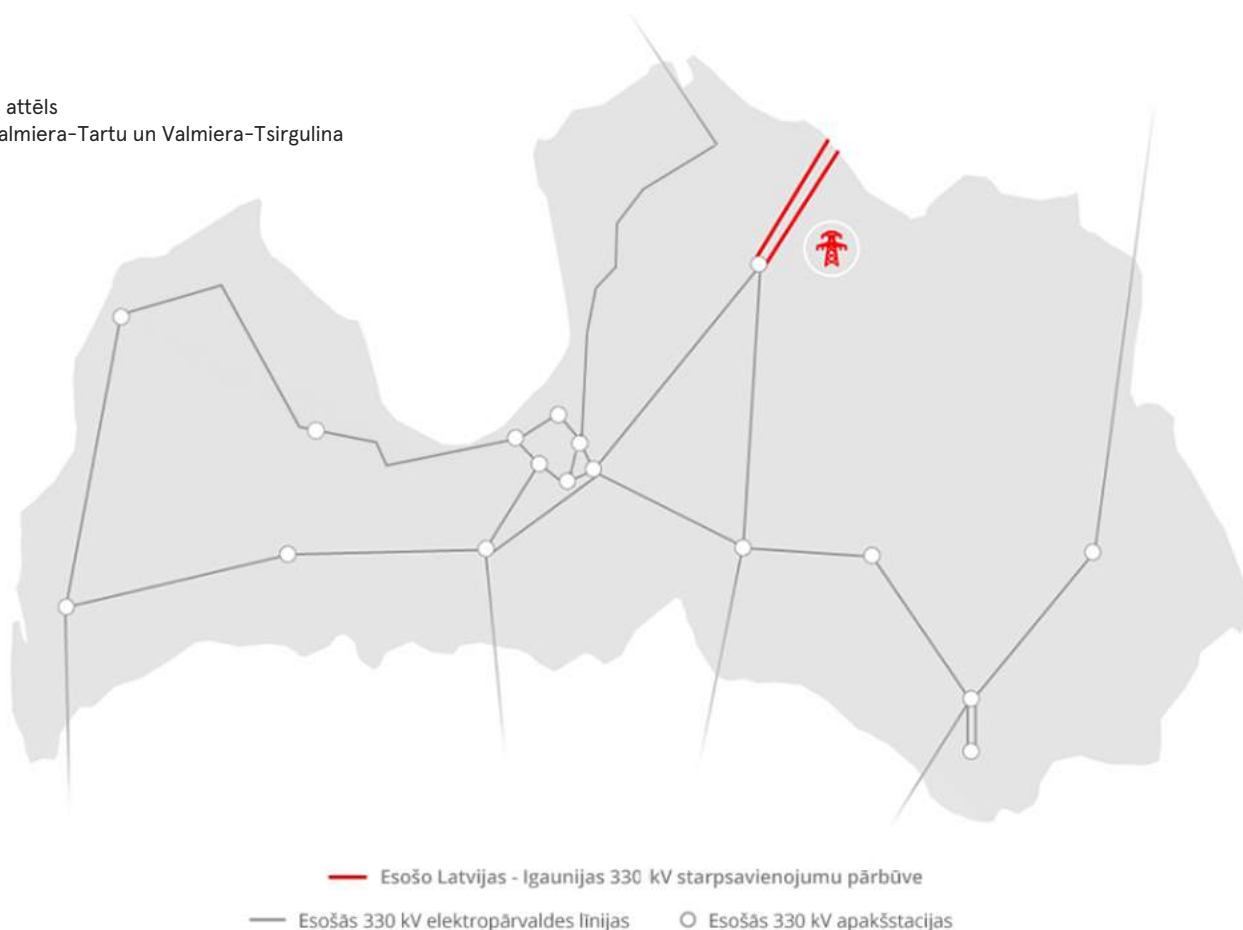 attēls
almiera-Tartu un Valmiera-Tsirgulina
Esošo Latvijas - Igaunijas 330 kV starpsavienojumu pārbūve
Esošās 330 kV elektropārvaldes līnijas
Esošās 330 kV apakšstacijas